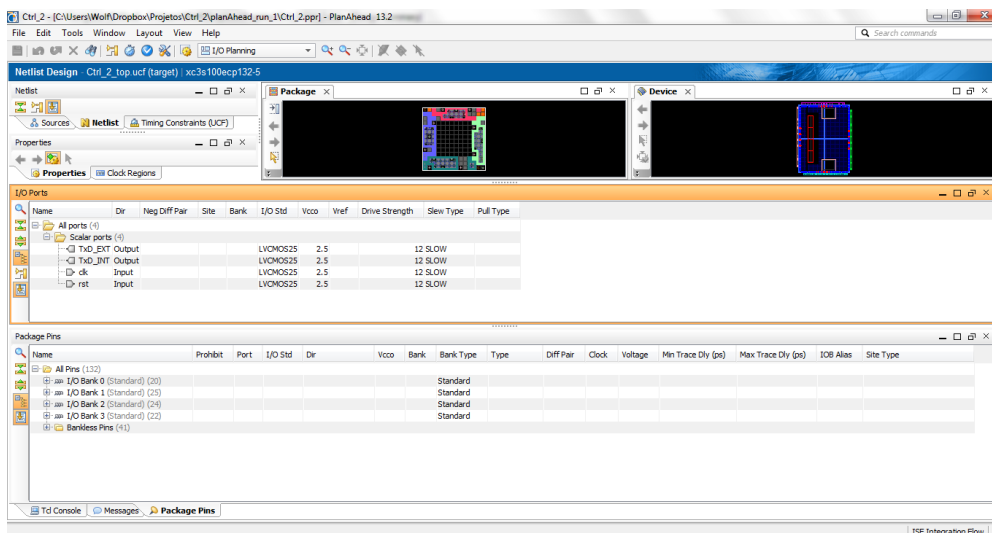 Ctrl_2 - [C:\Users\Wolf\Dropbox\Projetos\Ctrl_2\planAhead_run_1\Ctrl_2.ppr] - PlanAhead 13.2
File Edit Tools Window Layout View Help
Search commands
I/O Planning
Netlist Design - Ctrl_2_top.ucf (target) | xc3s100ecp132-5
Netlist
Package
Device
Sources Netlist Timing Constraints (UCF)
Properties
Properties Clock Regions
I/O Ports
Name Dir Neg Diff Pair Site Bank I/O Std Vcco Vref Drive Strength Slew Type Pull Type
All ports (4)
Scalar ports (4)
TxD_EXT Output LVCMOS25 2.5 12 SLOW
TxD_INT Output LVCMOS25 2.5 12 SLOW
clk Input LVCMOS25 2.5 12 SLOW
rst Input LVCMOS25 2.5 12 SLOW
Package Pins
Name Prohibit Port I/O Std Dir Vcco Bank Bank Type Type Diff Pair Clock Voltage Min Trace Dly (ps) Max Trace Dly (ps) IOB Alias Site Type
All Pins (132)
I/O Bank 0 (Standard) (20) Standard
I/O Bank 1 (Standard) (25) Standard
I/O Bank 2 (Standard) (24) Standard
I/O Bank 3 (Standard) (22) Standard
Bankless Pins (41)
Tcl Console Messages Package Pins
ISE Integration Flow